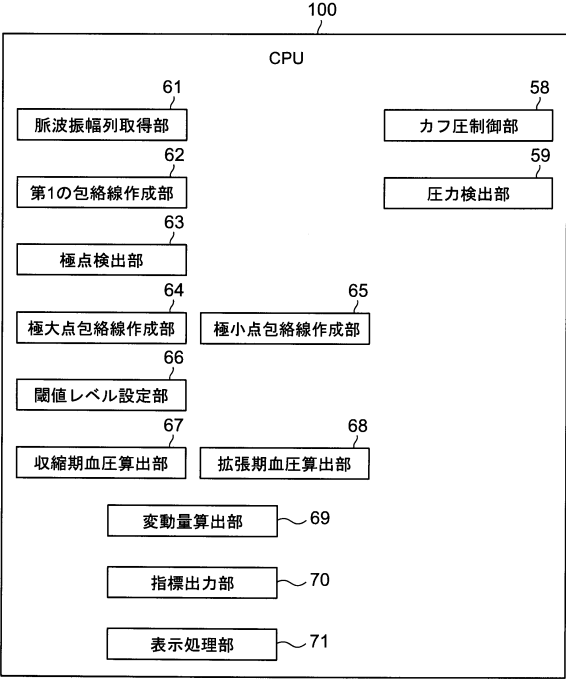 100
CPU
61
脈波振幅列取得部
58
カフ圧制御部
62
第1の包絡線作成部
59
圧力検出部
63
極点検出部
64
極大点包絡線作成部
65
極小点包絡線作成部
66
閾値レベル設定部
67
収縮期血圧算出部
68
拡張期血圧算出部
変動量算出部
69
指標出力部
70
表示処理部
71